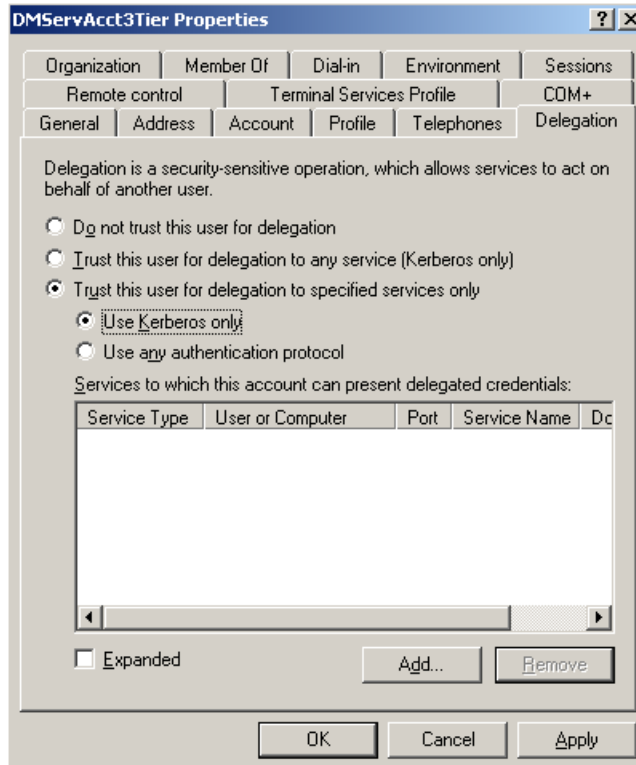 DMServAcct3Tier Properties
Organization Member Of Dial-in Environment Sessions
Remote control Terminal Services Profile COM+
General Address Account Profile Telephones Delegation
Delegation is a security-sensitive operation, which allows services to act on
behalf of another user.
Do not trust this user for delegation
Trust this user for delegation to any service (Kerberos only)
Trust this user for delegation to specified services only
Use Kerberos only
Use any authentication protocol
Services to which this account can present delegated credentials:
Service Type User or Computer Port Service Name Dc
Expanded Add... Remove
OK Cancel Apply